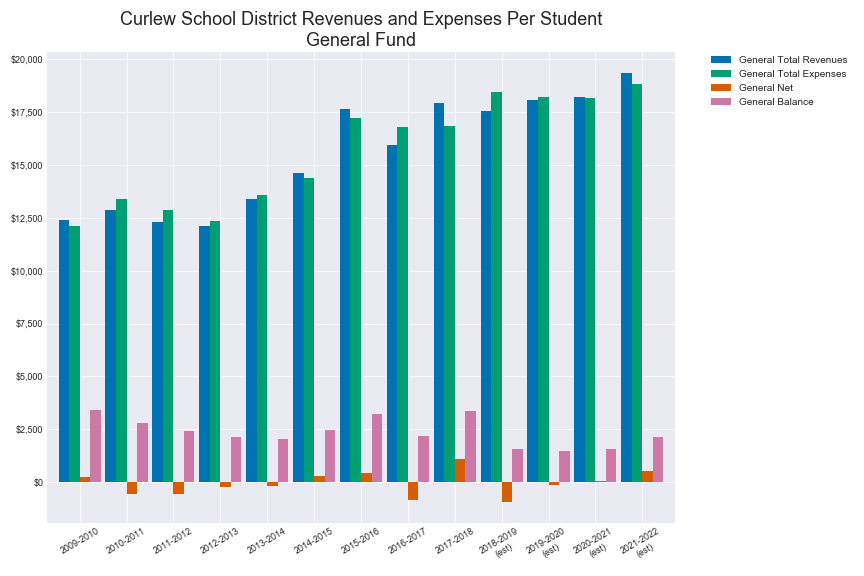 Curlew School District Revenues and Expenses Per Student
General Fund
General Total Revenues
General Total Expenses
General Net
General Balance
$20,000
$17,500
$15,000
$12,500
$10,000
$7,500
$5,000
$2,500
$0
2009-2010
2010-2011
2011-2012
2012-2013
2013-2014
2014-2015
2015-2016
2016-2017
2017-2018
2018-2019
(est)
2019-2020
(est)
2020-2021
(est)
2021-2022
(est)